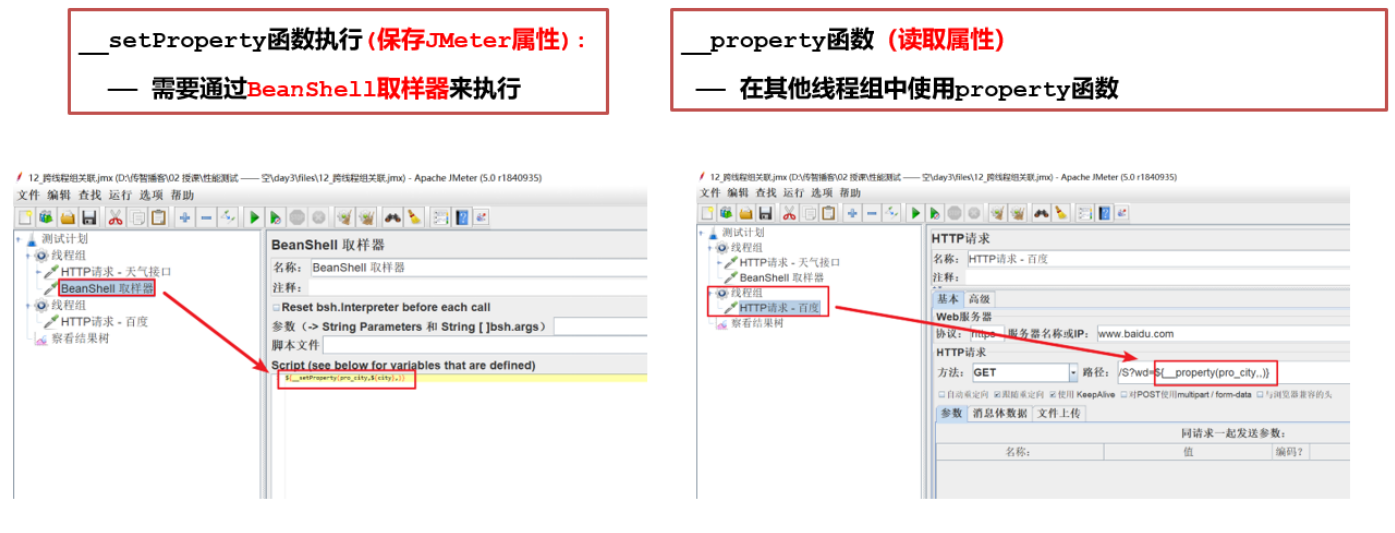 __setProperty函数执行(保存JMeter属性):
—— 需要通过BeanShell取样器来执行
__property函数 (读取属性)
—— 在其他线程组中使用property函数
12_跨线程组关联.jmx (D:\传智播客\02 授课\性能测试 —— 空\day3\files\12_跨线程组关联.jmx) - Apache JMeter (5.0 r1840935)
文件 编辑 查找 运行 选项 帮助
测试计划
线程组
HTTP请求 - 天气接口
BeanShell 取样器
线程组
HTTP请求 - 百度
察看结果树
BeanShell 取样器
名称: BeanShell 取样器
注释:
Reset bsh.Interpreter before each call
参数 (-> String Parameters 和 String [ ]bsh.args)
脚本文件
Script (see below for variables that are defined)
${__setProperty(pro_city,${city},)}
12_跨线程组关联.jmx (D:\传智播客\02 授课\性能测试 —— 空\day3\files\12_跨线程组关联.jmx) - Apache JMeter (5.0 r1840935)
文件 编辑 查找 运行 选项 帮助
测试计划
线程组
HTTP请求 - 天气接口
BeanShell 取样器
线程组
HTTP请求 - 百度
察看结果树
HTTP请求
名称: HTTP请求 - 百度
注释:
基本 高级
Web服务器
协议: https 服务器名称或IP: www.baidu.com
HTTP请求
方法: GET 路径: /S?wd=${__property(pro_city,,)}
自动重定向 跟随重定向 使用 KeepAlive 对POST使用multipart / form-data 与浏览器兼容的头
参数 消息体数据 文件上传
同请求一起发送参数:
名称: 值 编码?